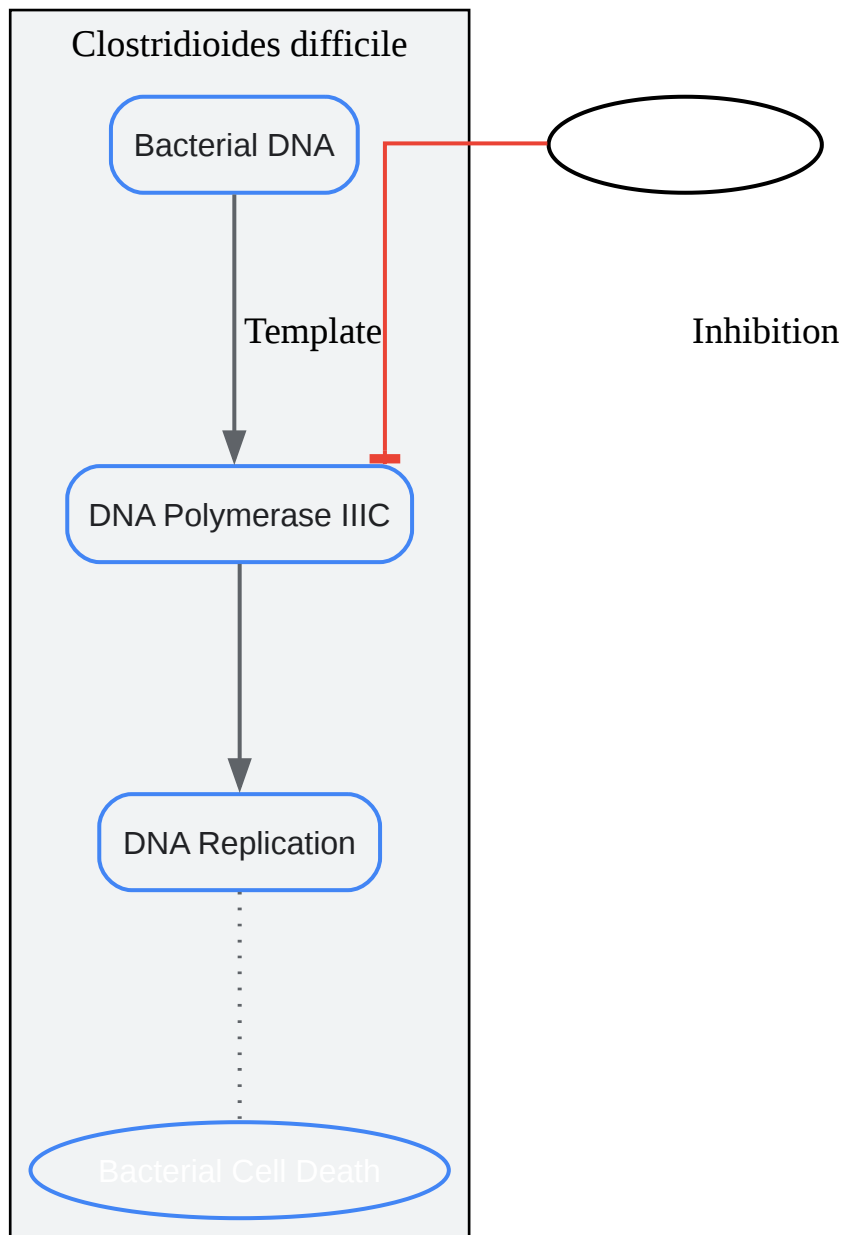 Clostridioides difficile
Bacterial DNA
Template
Inhibition
DNA Polymerase IIIC
DNA Replication
Bacterial Cell Death